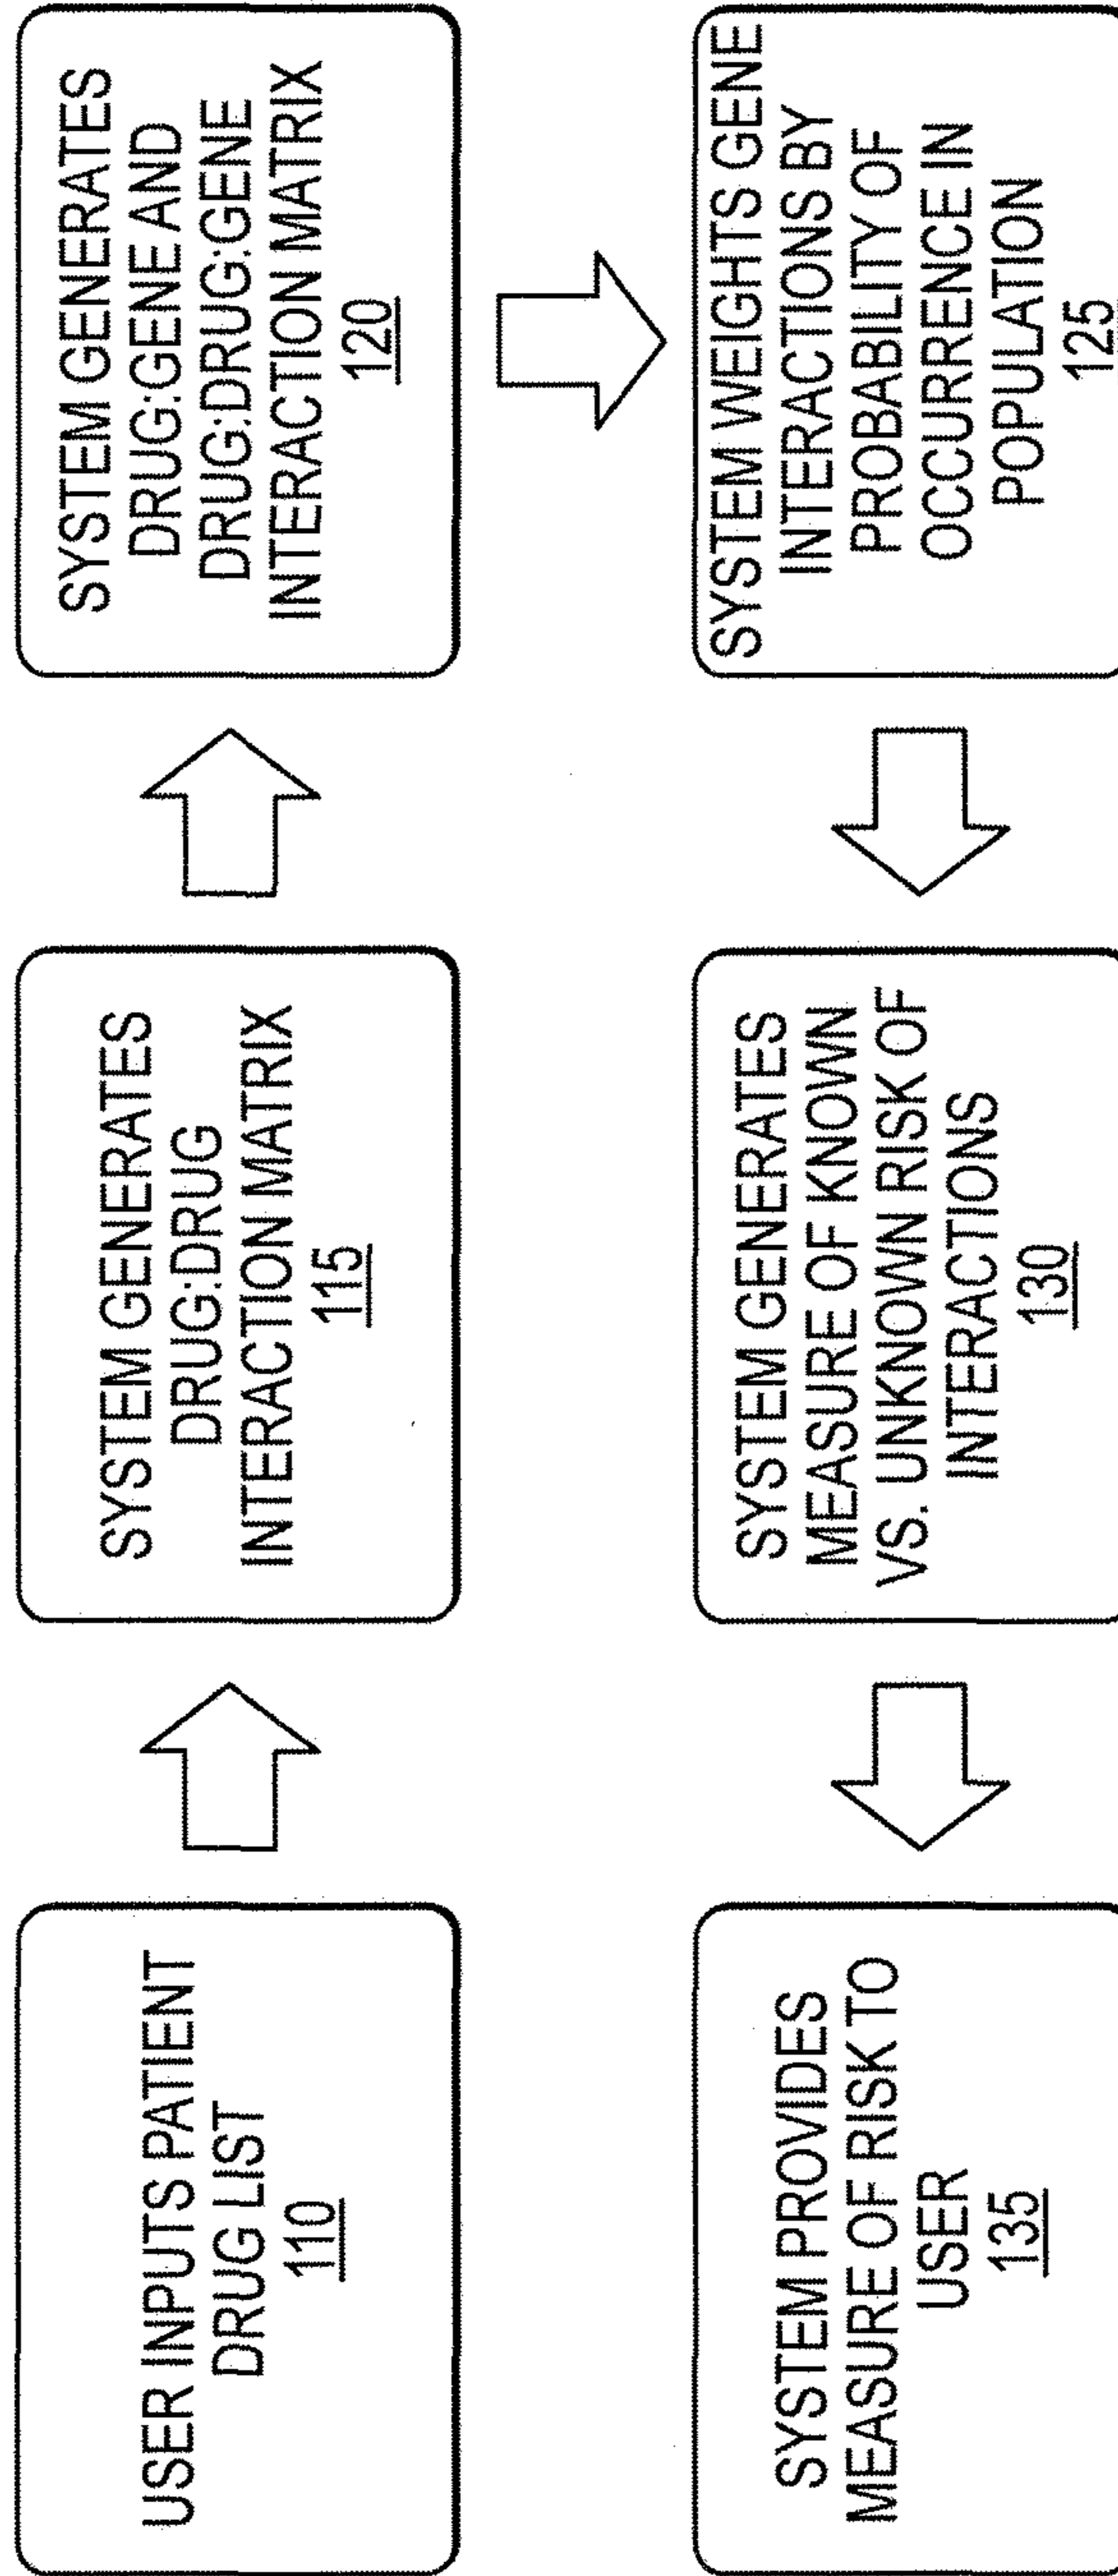 USER INPUTS PATIENT
DRUG LIST
110
SYSTEM GENERATES
DRUG:DRUG
INTERACTION MATRIX
115
SYSTEM GENERATES
DRUG:GENE AND
DRUG:DRUG:GENE
INTERACTION MATRIX
120
SYSTEM WEIGHTS GENE
INTERACTIONS BY
PROBABILITY OF
OCCURRENCE IN
POPULATION
125
SYSTEM GENERATES
MEASURE OF KNOWN
VS. UNKNOWN RISK OF
INTERACTIONS
130
SYSTEM PROVIDES
MEASURE OF RISK TO
USER
135